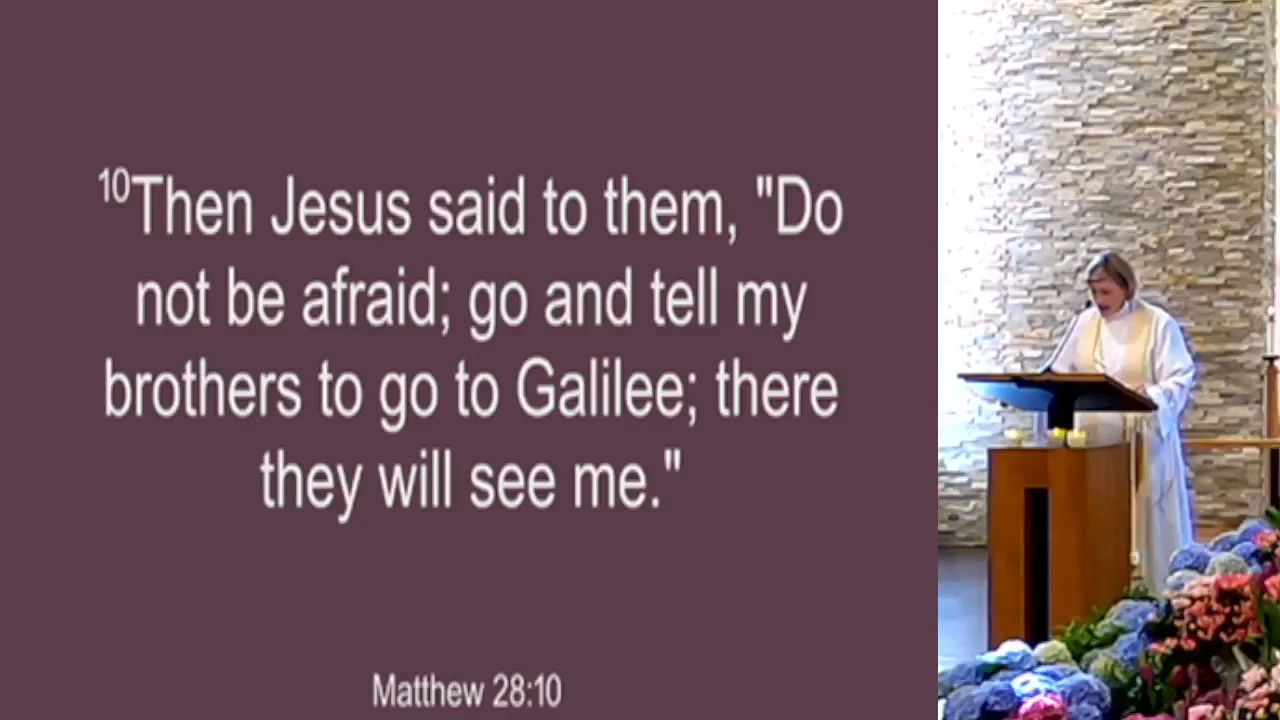 ¹⁰Then Jesus said to them, "Do
not be afraid; go and tell my
brothers to go to Galilee; there
they will see me."
Matthew 28:10